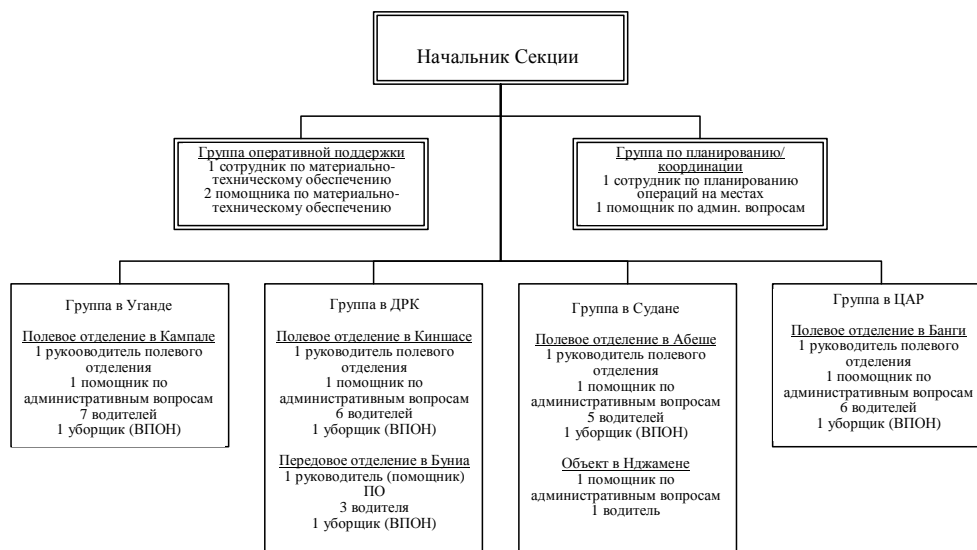 Начальник Секции
Группа оперативной поддержки
1 сотрудник по материально-
техническому обеспечению
2 помощника по материально-
техническому обеспечению
Группа по планированию/
координации
1 сотрудник по планированию
операций на местах
1 помощник по админ. вопросам
Группа в Уганде
Полевое отделение в Кампале
1 рукооводитель полевого
отделения
1 помощник по
административным вопросам
7 водителей
1 уборщик (ВПОН)
Группа в ДРК
Полевое отделение в Киншасе
1 руководитель полевого
отделения
1 помощник по
административным вопросам
6 водителей
1 уборщик (ВПОН)
Передовое отделение в Буниа
1 руководитель (помощник)
ПО
3 водителя
1 уборщик (ВПОН)
Группа в Судане
Полевое отделение в Абеше
1 руководитель полевого
отделения
1 помощник по
административным вопросам
5 водителей
1 уборщик (ВПОН)
Объект в Нджамене
1 помощник по
административным вопросам
1 водитель
Группа в ЦАР
Полевое отделение в Банги
1 руководитель полевого
отделения
1 поомощник по
административным вопросам
6 водителей
1 уборщик (ВПОН)